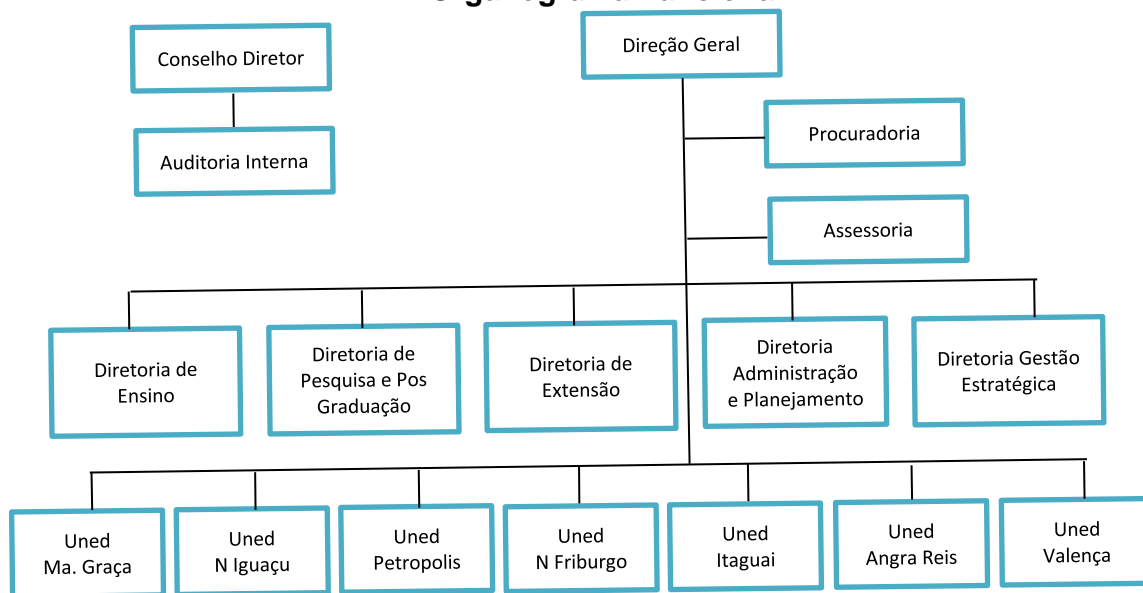 Conselho Diretor
Direção Geral
Auditoria Interna
Procuradoria
Assessoria
Diretoria de
Ensino
Diretoria de
Pesquisa e Pos
Graduação
Diretoria de
Extensão
Diretoria
Administração
e Planejamento
Diretoria Gestão
Estratégica
Uned
Ma. Graça
Uned
N Iguaçu
Uned
Petropolis
Uned
N Friburgo
Uned
Itaguai
Uned
Angra Reis
Uned
Valença